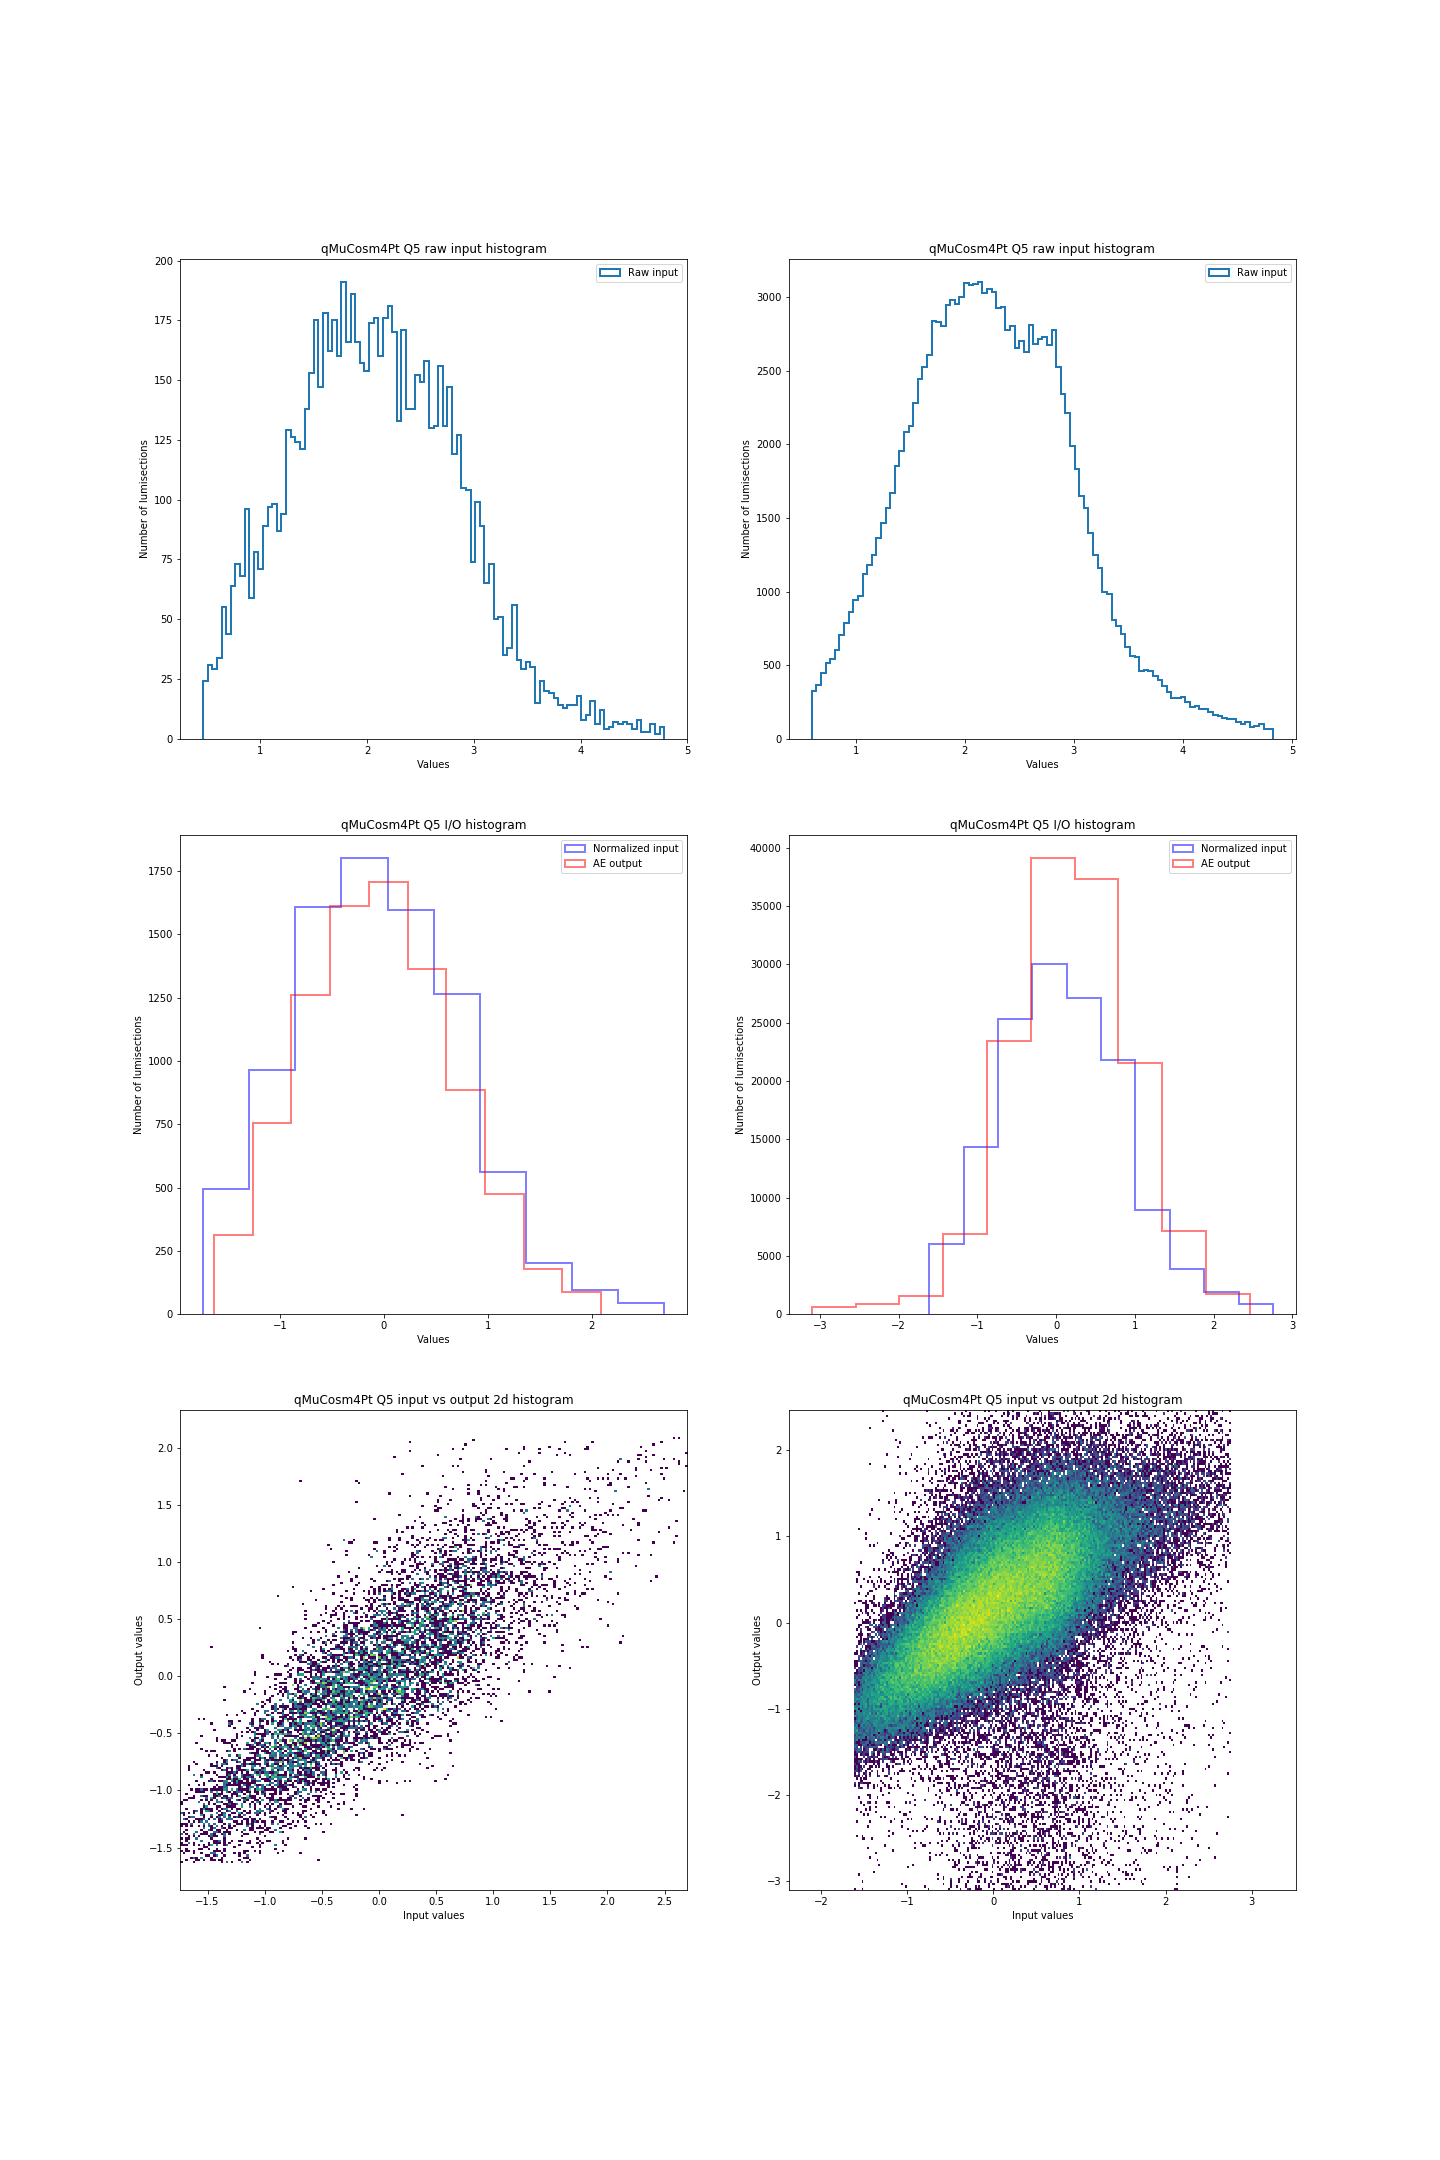 qMuCosm4Pt Q5 raw input histogram
Raw input
200
175
150
125
100
75
50
25
0
Number of lumisections
1 2 3 4 5
Values
qMuCosm4Pt Q5 raw input histogram
Raw input
3000
2500
2000
1500
1000
500
0
Number of lumisections
1 2 3 4 5
Values
qMuCosm4Pt Q5 I/O histogram
Normalized input
AE output
1750
1500
1250
1000
750
500
250
0
Number of lumisections
−1 0 1 2
Values
qMuCosm4Pt Q5 I/O histogram
Normalized input
AE output
40000
35000
30000
25000
20000
15000
10000
5000
0
Number of lumisections
−3 −2 −1 0 1 2 3
Values
qMuCosm4Pt Q5 input vs output 2d histogram
2.0
1.5
1.0
0.5
0.0
−0.5
−1.0
−1.5
Output values
−1.5 −1.0 −0.5 0.0 0.5 1.0 1.5 2.0 2.5
Input values
qMuCosm4Pt Q5 input vs output 2d histogram
2
1
0
−1
−2
−3
Output values
−2 −1 0 1 2 3
Input values